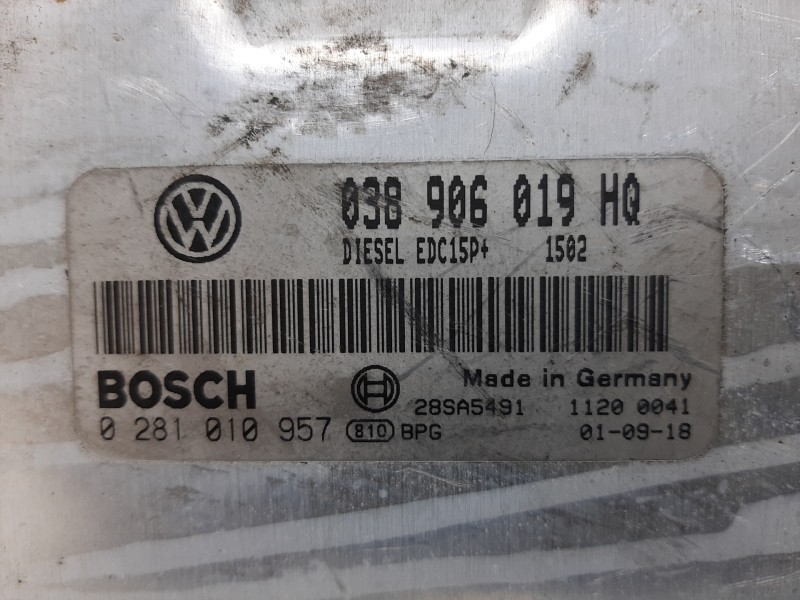 038 906 019 HQ
DIESEL EDC15P+ 1502
BOSCH Made in Germany
28SA5491 1120 0041
0 281 010 957 810 BPG 01-09-18